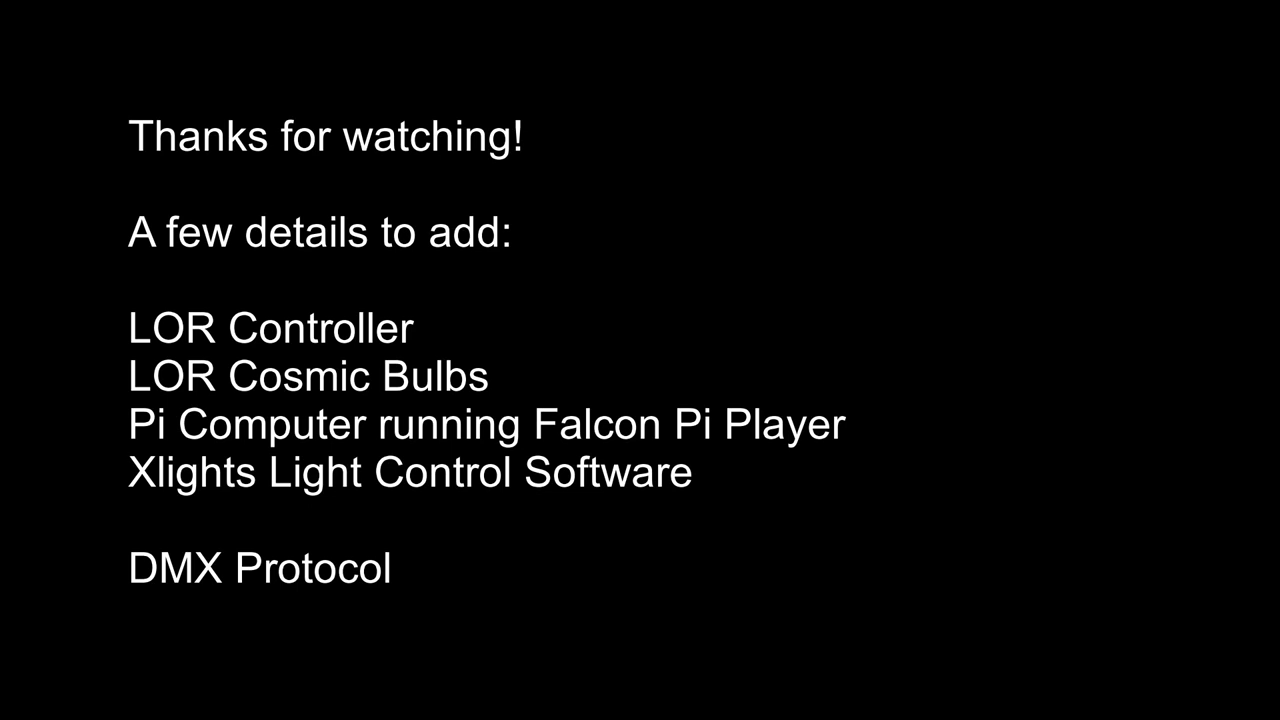 Thanks for watching!
A few details to add:
LOR Controller
LOR Cosmic Bulbs
Pi Computer running Falcon Pi Player
Xlights Light Control Software
DMX Protocol